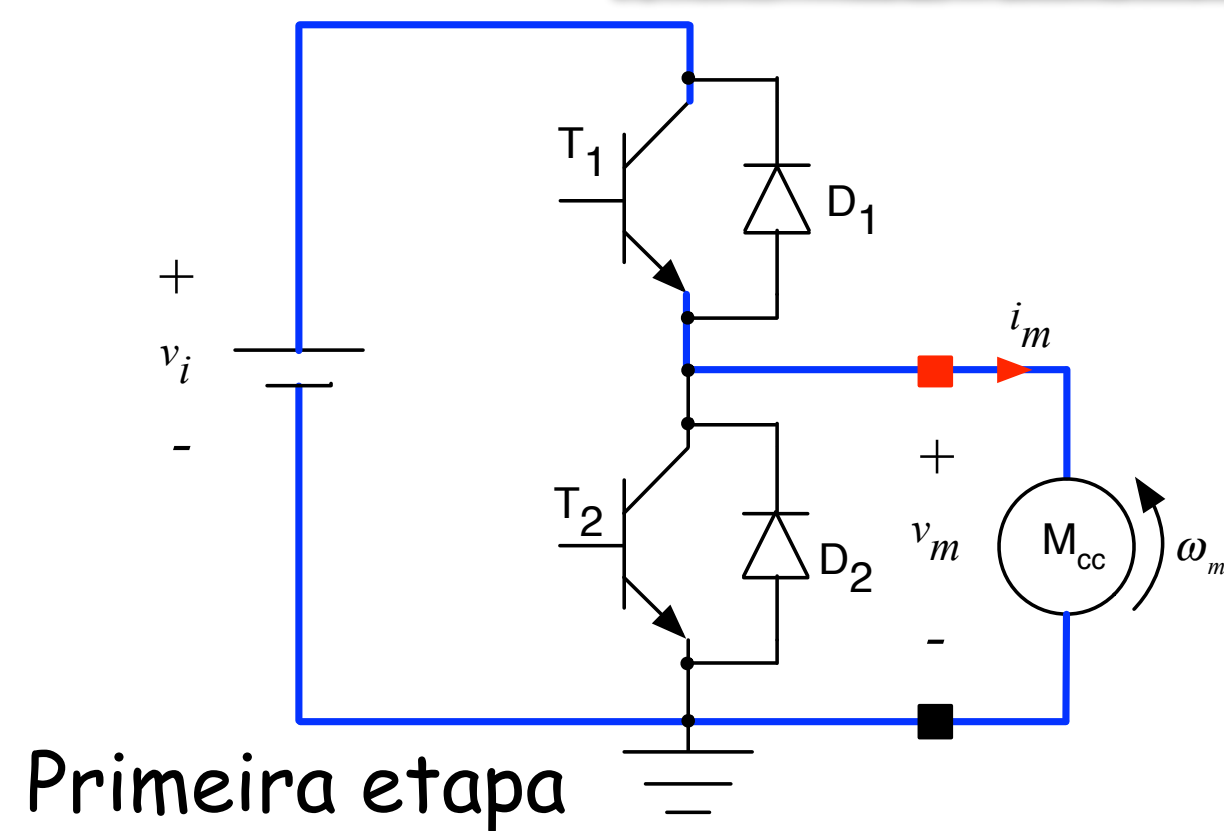 T1
D1
+
vi
-
im
T2
D2
+
vm
-
Mcc
ωm
Primeira etapa